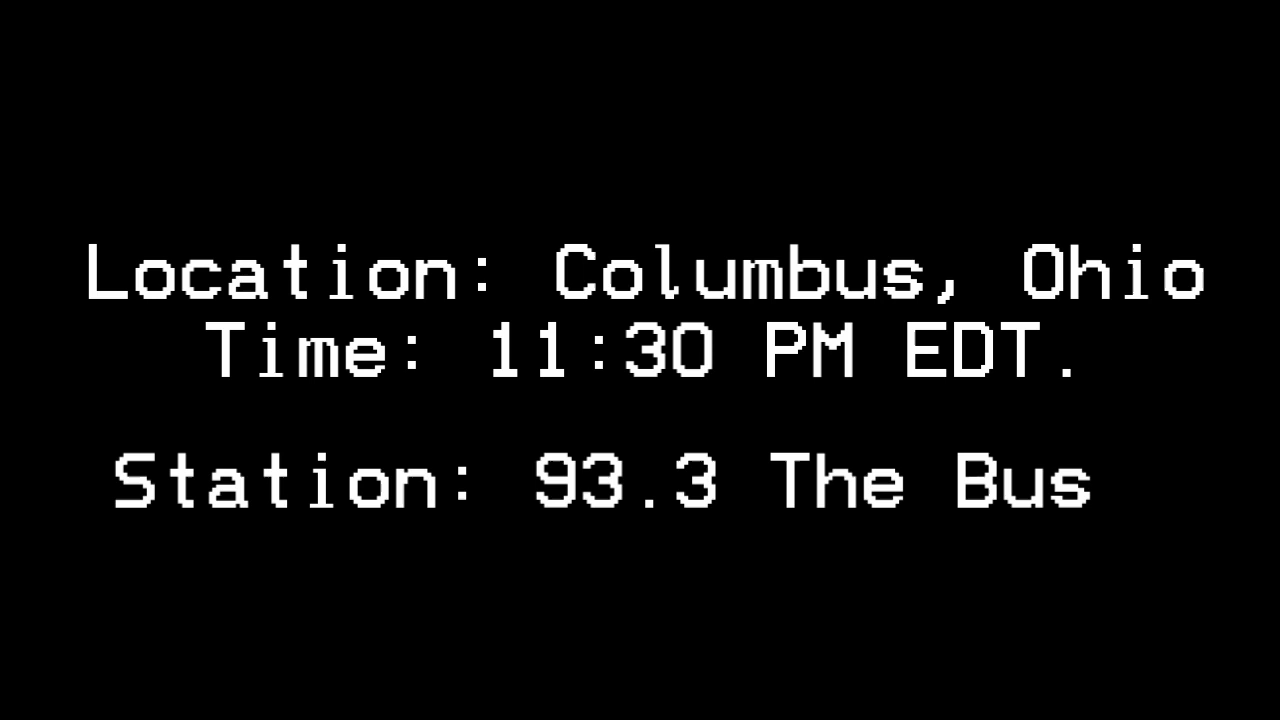 Location: Columbus, Ohio
Time: 11:30 PM EDT.
Station: 93.3 The Bus